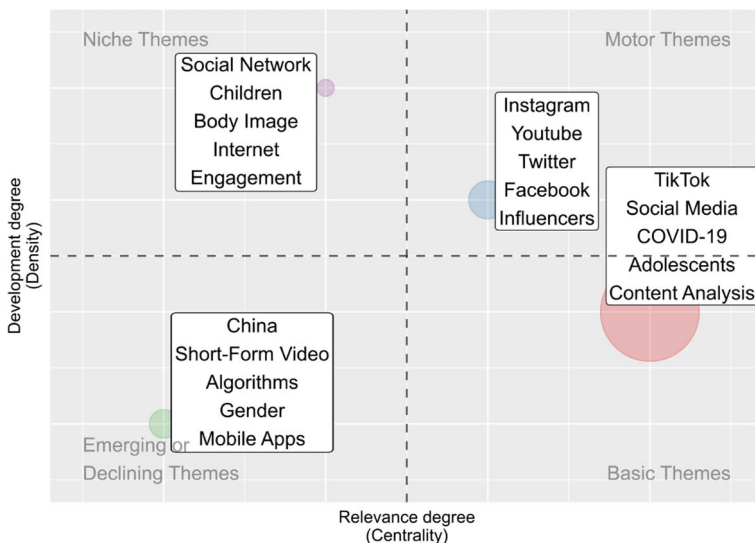 Niche Themes
Motor Themes
Social Network
Children
Body Image
Internet
Engagement
Instagram
Youtube
Twitter
Facebook
Influencers
TikTok
Social Media
COVID-19
Adolescents
Content Analysis
China
Short-Form Video
Algorithms
Gender
Mobile Apps
Emerging or
Declining Themes
Basic Themes
Development degree
(Density)
Relevance degree
(Centrality)